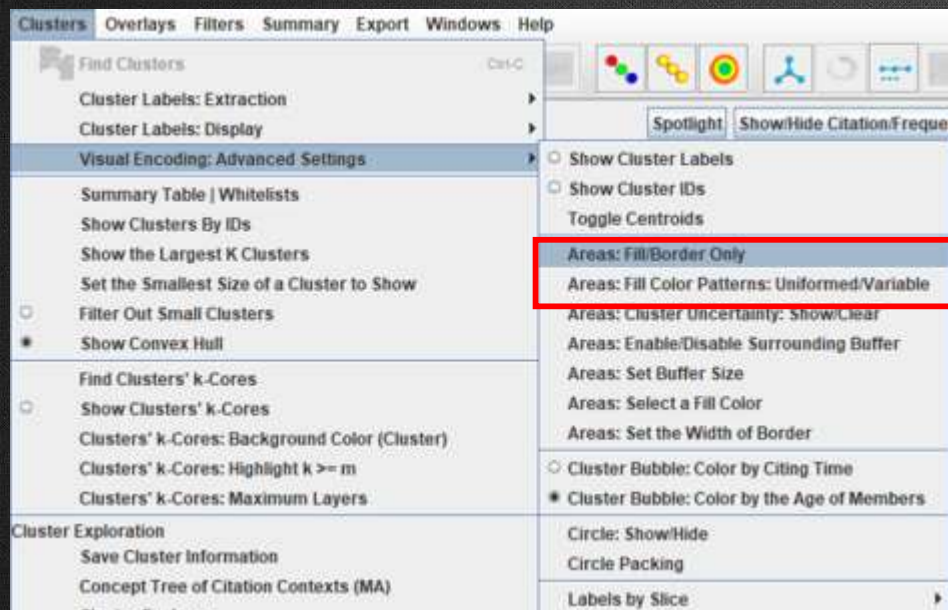 Clusters Overlays Filters Summary Export Windows Help
Find Clusters Ctrl-C
Cluster Labels: Extraction
Cluster Labels: Display
Visual Encoding: Advanced Settings
Summary Table | Whitelists
Show Clusters By IDs
Show the Largest K Clusters
Set the Smallest Size of a Cluster to Show
Filter Out Small Clusters
Show Convex Hull
Find Clusters' k-Cores
Show Clusters' k-Cores
Clusters' k-Cores: Background Color (Cluster)
Clusters' k-Cores: Highlight k >= m
Clusters' k-Cores: Maximum Layers
Cluster Exploration
Save Cluster Information
Concept Tree of Citation Contexts (MA)
Spotlight Show/Hide Citation/Freque
Show Cluster Labels
Show Cluster IDs
Toggle Centroids
Areas: Fill/Border Only
Areas: Fill Color Patterns: Uniformed/Variable
Areas: Cluster Uncertainty: Show/Clear
Areas: Enable/Disable Surrounding Buffer
Areas: Set Buffer Size
Areas: Select a Fill Color
Areas: Set the Width of Border
Cluster Bubble: Color by Citing Time
Cluster Bubble: Color by the Age of Members
Circle: Show/Hide
Circle Packing
Labels by Slice